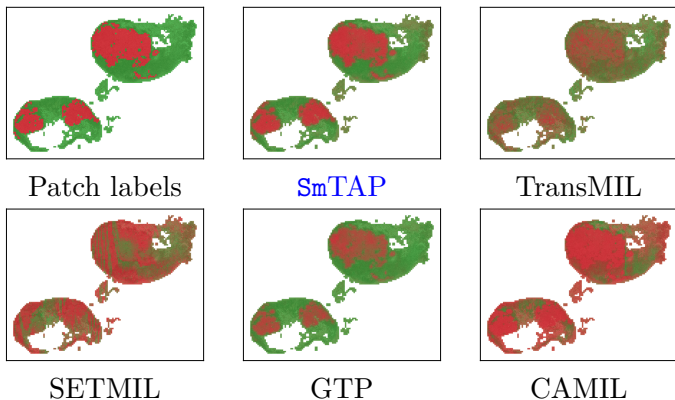 Patch labels
SmTAP
TransMIL
SETMIL
GTP
CAMIL